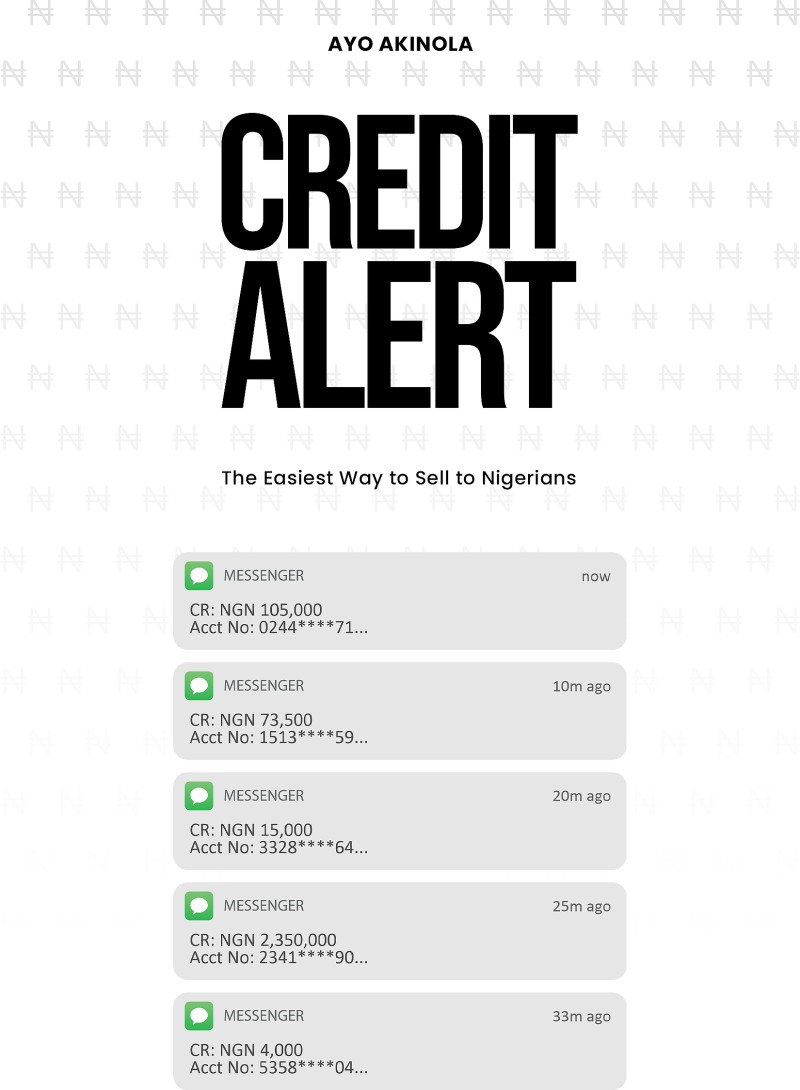 AYO AKINOLA
CREDIT
ALERT
The Easiest Way to Sell to Nigerians
MESSENGER now
CR: NGN 105,000
Acct No: 0244****71...
MESSENGER 10m ago
CR: NGN 73,500
Acct No: 1513****59...
MESSENGER 20m ago
CR: NGN 15,000
Acct No: 3328****64...
MESSENGER 25m ago
CR: NGN 2,350,000
Acct No: 2341****90...
MESSENGER 33m ago
CR: NGN 4,000
Acct No: 5358****04...